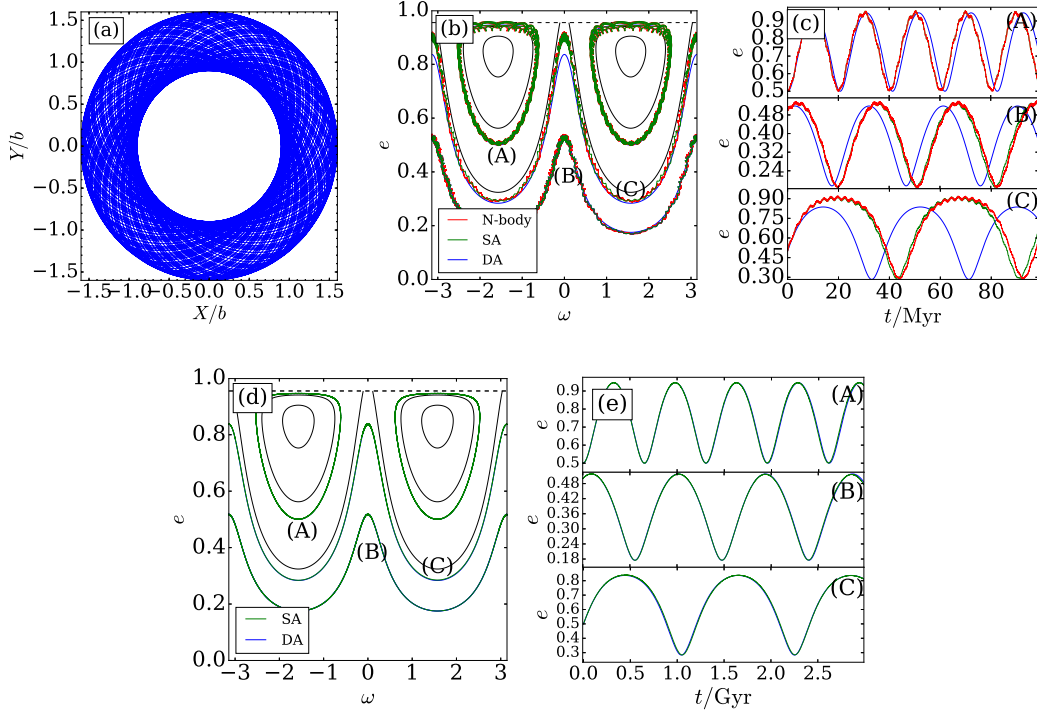 (a)
1.5
1.0
0.5
0.0
−0.5
−1.0
−1.5
Y/b
−1.5−1.0−0.5 0.0 0.5 1.0 1.5
X/b
(b)
1.0
0.8
0.6
0.4
0.2
0.0
e
(A)
(B)
(C)
N-body
SA
DA
−3 −2 −1 0 1 2 3
ω
(c)
(A)
0.9
0.8
0.7
0.6
0.5
e
(B)
0.48
0.40
0.32
0.24
e
(C)
0.90
0.75
0.60
0.45
0.30
e
0 20 40 60 80
t/Myr
(d)
1.0
0.8
0.6
0.4
0.2
0.0
e
(A)
(B)
(C)
SA
DA
−3 −2 −1 0 1 2 3
ω
(e)
(A)
0.9
0.8
0.7
0.6
0.5
e
(B)
0.48
0.42
0.36
0.30
0.24
0.18
e
(C)
0.8
0.7
0.6
0.5
0.4
0.3
e
0.0 0.5 1.0 1.5 2.0 2.5
t/Gyr